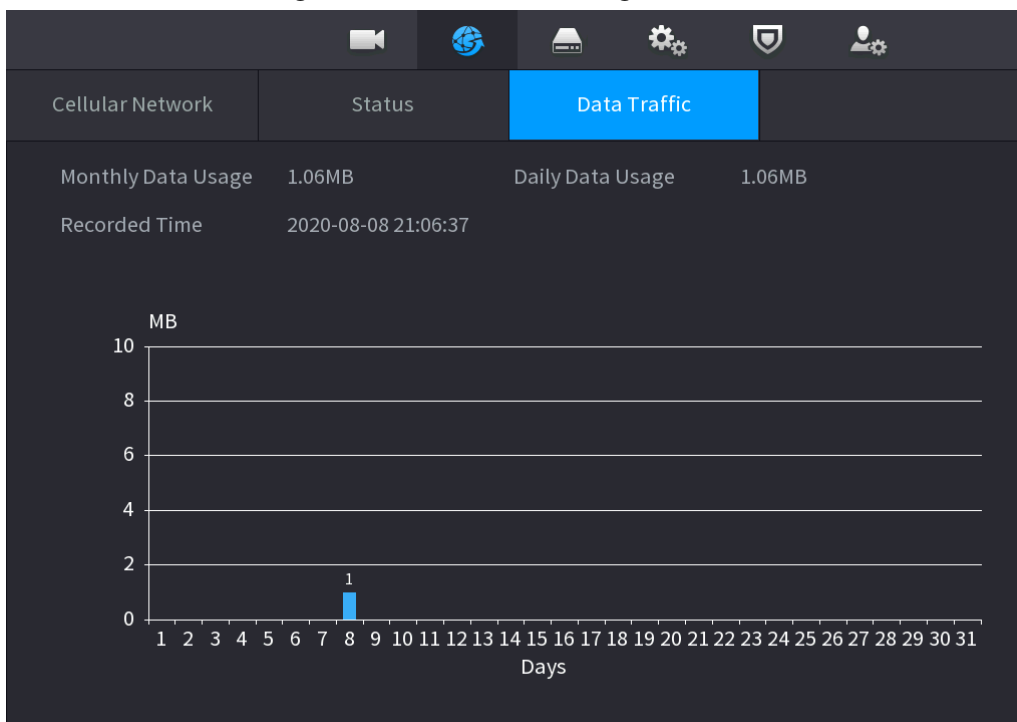 Cellular Network Status Data Traffic
Monthly Data Usage 1.06MB Daily Data Usage 1.06MB
Recorded Time 2020-08-08 21:06:37
MB
10
8
6
4
2
1
0
1 2 3 4 5 6 7 8 9 10 11 12 13 14 15 16 17 18 19 20 21 22 23 24 25 26 27 28 29 30 31
Days